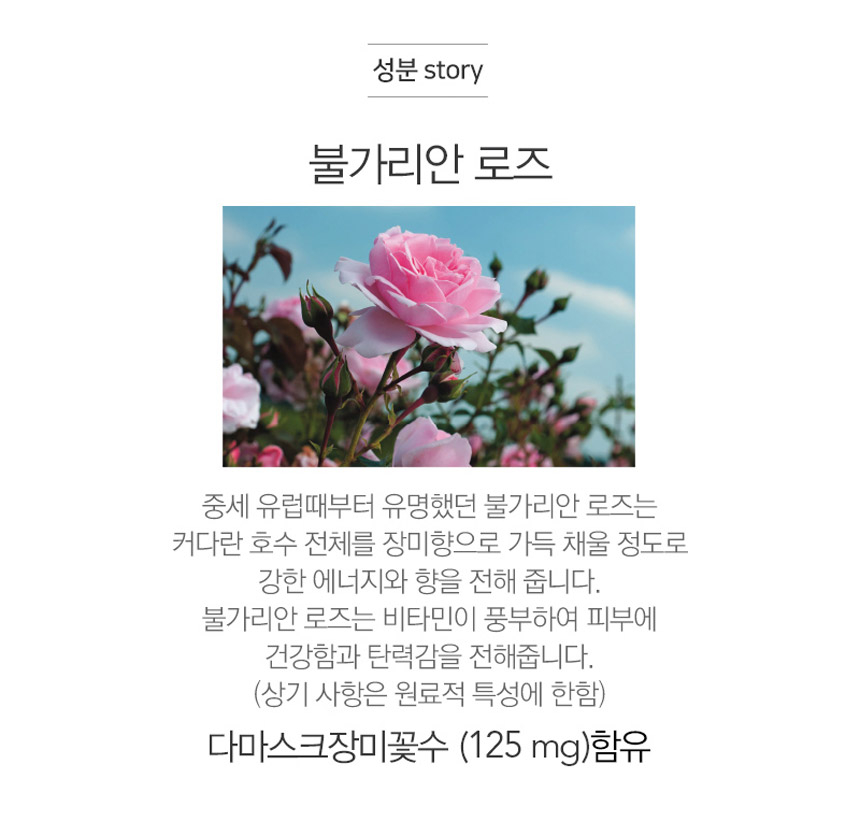 성분 story
불가리안 로즈
중세 유럽때부터 유명했던 불가리안 로즈는
커다란 호수 전체를 장미향으로 가득 채울 정도로
강한 에너지와 향을 전해 줍니다.
불가리안 로즈는 비타민이 풍부하여 피부에
건강함과 탄력감을 전해줍니다.
(상기 사항은 원료적 특성에 한함)
다마스크장미꽃수 (125 mg)함유